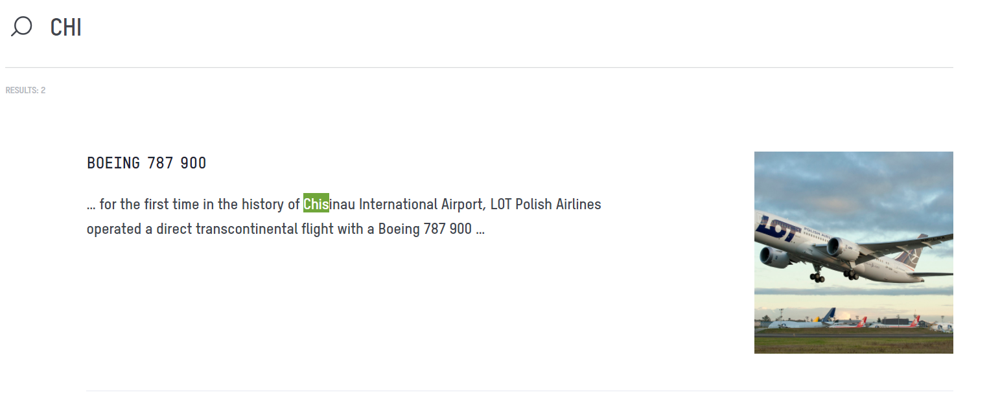 CHI
RESULTS: 2
BOEING 787 900
... for the first time in the history of Chisinau International Airport, LOT Polish Airlines
operated a direct transcontinental flight with a Boeing 787 900 ...
LOT
POLISH AIRL